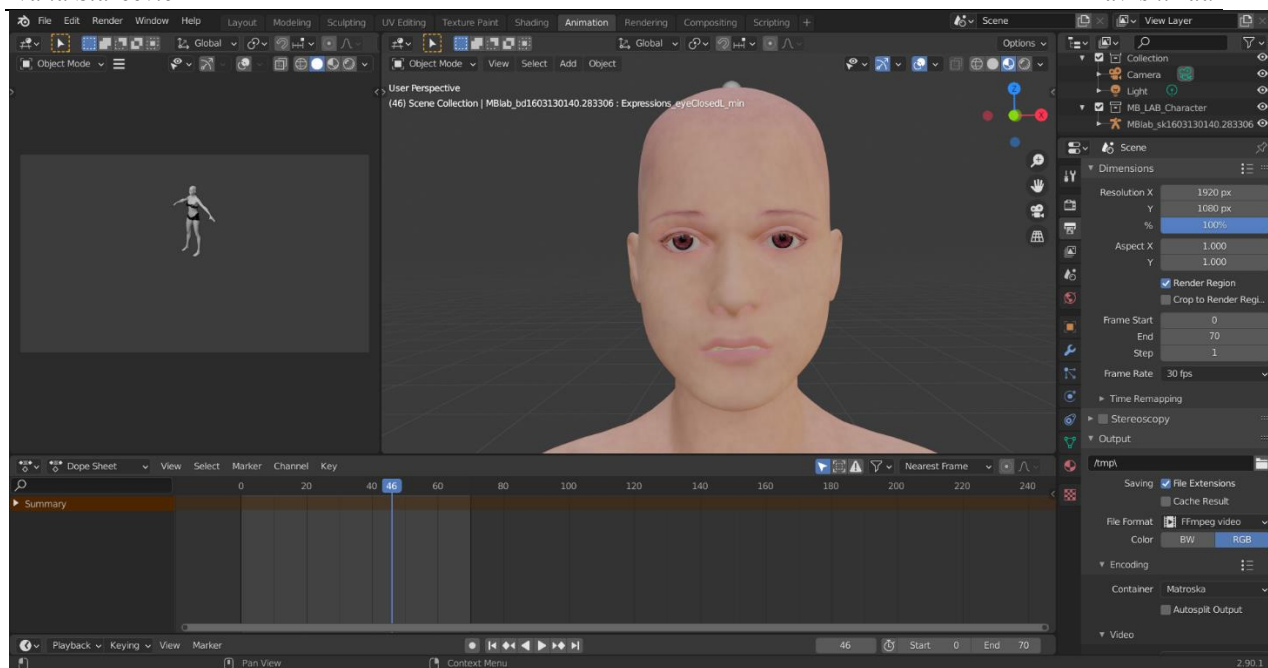 File Edit Render Window Help Layout Modeling Sculpting UV Editing Texture Paint Shading Animation Rendering Compositing Scripting + Scene View Layer
Global Global Options
Object Mode Object Mode View Select Add Object
User Perspective
(46) Scene Collection | MBlab_bd1603130140.283306 : Expressions_eyeClosedL_min
Z
X
Collection
Camera
Light
MB_LAB_Character
MBlab_sk1603130140.283306
Scene
Dimensions
Resolution X 1920 px
Y 1080 px
% 100%
Aspect X 1.000
Y 1.000
Render Region
Crop to Render Regi..
Frame Start 0
End 70
Step 1
Frame Rate 30 fps
Time Remapping
Stereoscopy
Output
/tmp\
Saving File Extensions
Cache Result
File Format FFmpeg video
Color BW RGB
Encoding
Container Matroska
Autosplit Output
Video
Dope Sheet View Select Marker Channel Key Nearest Frame
0 20 40 46 60 80 100 120 140 160 180 200 220 240
Summary
Playback Keying View Marker 46 Start 0 End 70
Pan View Context Menu 2.90.1